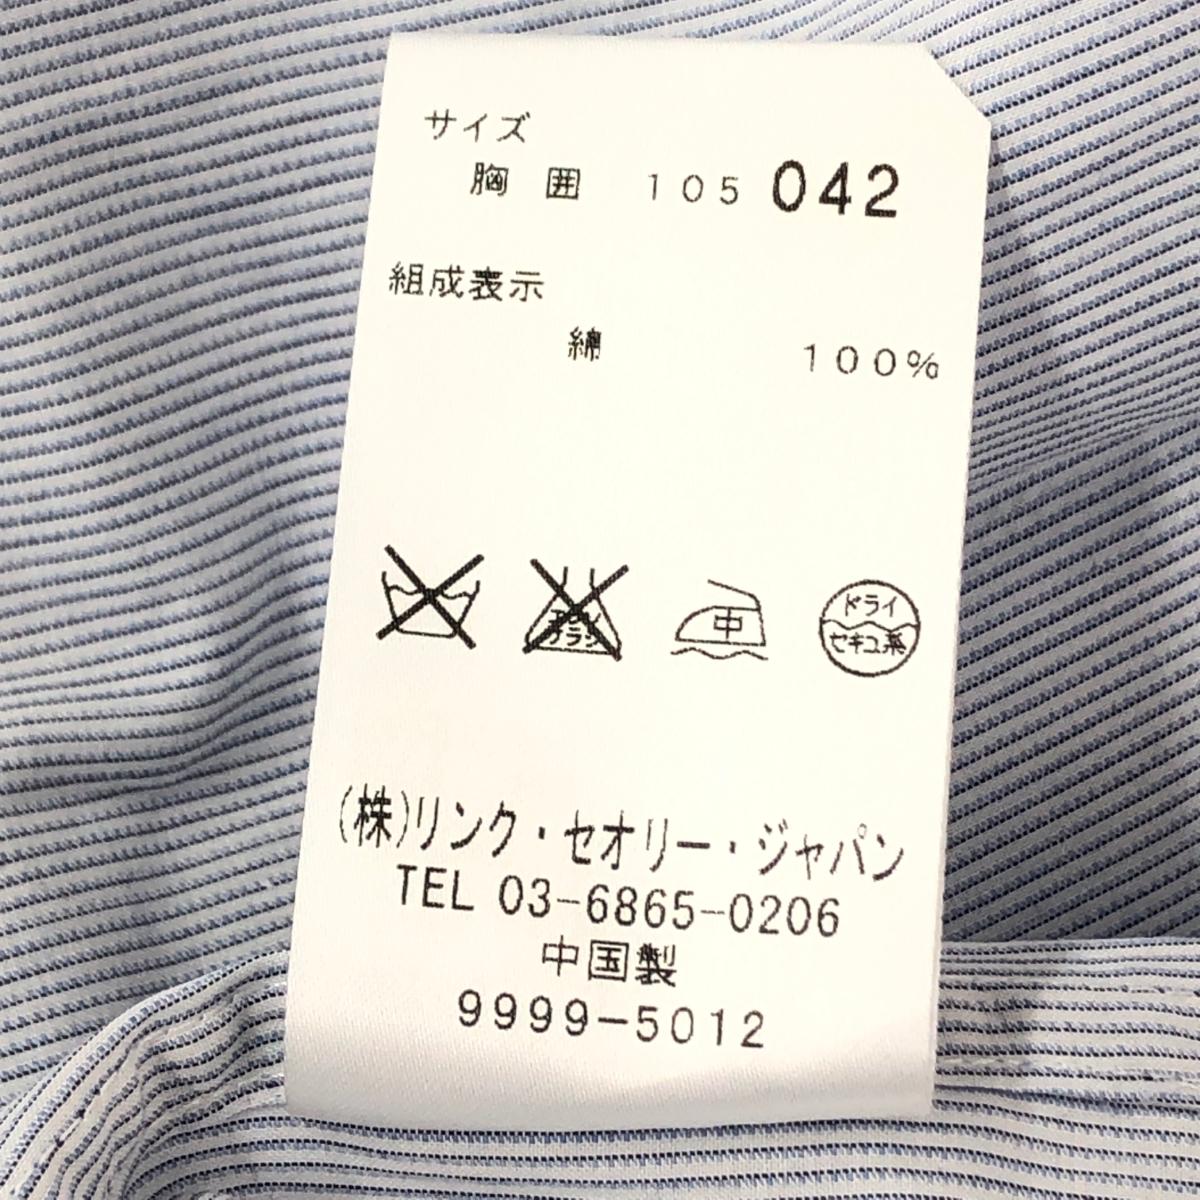 サイズ
胸囲 105 042
組成表示
綿 100%
中
ドライ
セキユ系
(株)リンク・セオリー・ジャパン
TEL 03-6865-0206
中国製
9999-5012